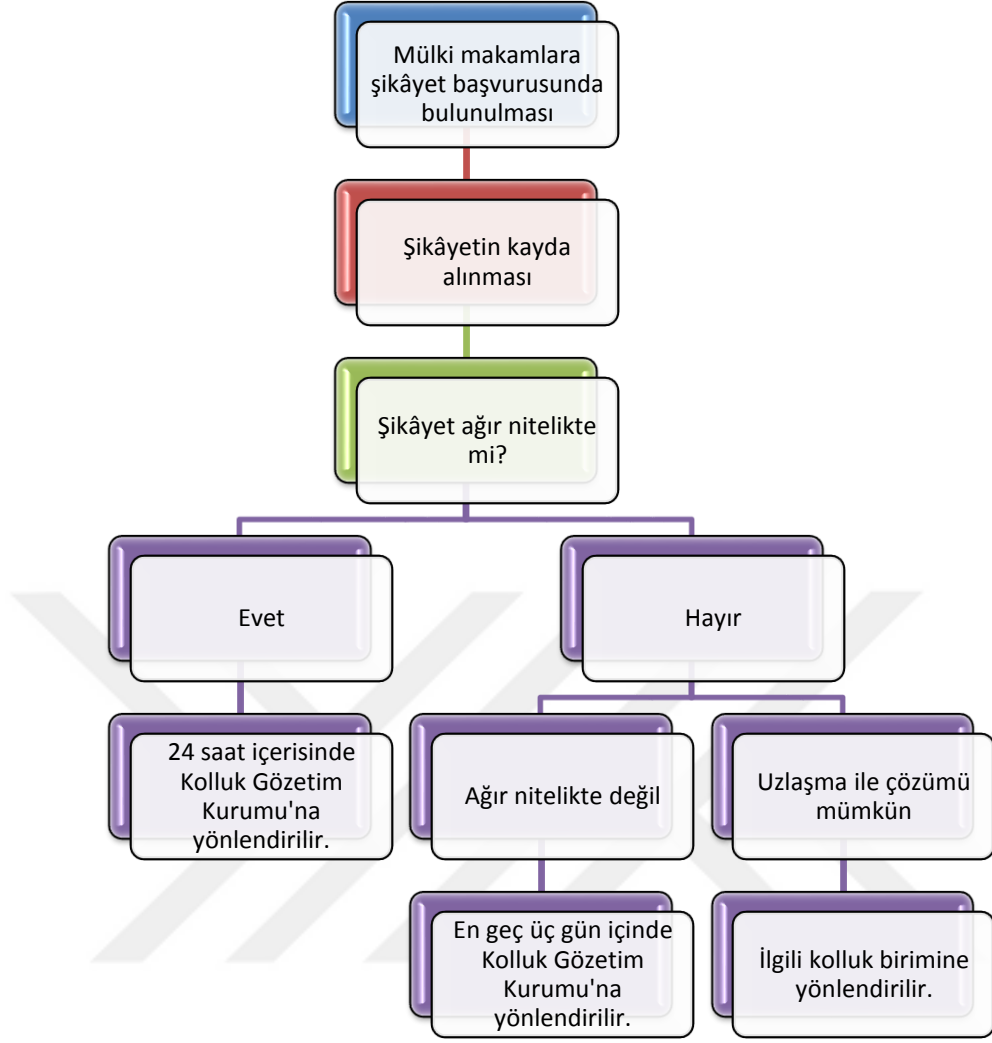 Mülki makamlara
şikâyet başvurusunda
bulunulması
Şikâyetin kayda
alınması
Şikâyet ağır nitelikte
mi?
Evet
Hayır
24 saat içerisinde
Kolluk Gözetim
Kurumu'na
yönlendirilir.
Ağır nitelikte değil
Uzlaşma ile çözümü
mümkün
En geç üç gün içinde
Kolluk Gözetim
Kurumu'na
yönlendirilir.
İlgili kolluk birimine
yönlendirilir.